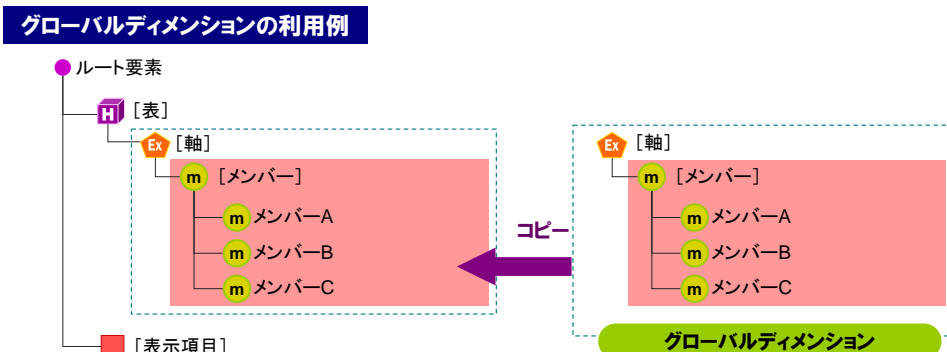 グローバルディメンションの利用例
ルート要素
H [表]
Ex [軸]
m [メンバー]
m メンバーA
m メンバーB
m メンバーC
[表示項目]
コピー
Ex [軸]
m [メンバー]
m メンバーA
m メンバーB
m メンバーC
グローバルディメンション